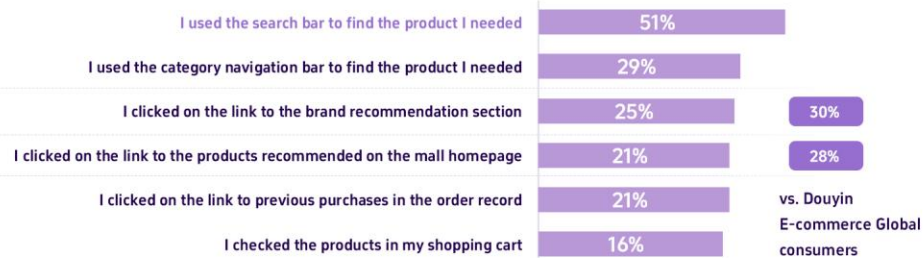 I used the search bar to find the product I needed 51%
I used the category navigation bar to find the product I needed 29%
I clicked on the link to the brand recommendation section 25% 30%
I clicked on the link to the products recommended on the mall homepage 21% 28%
I clicked on the link to previous purchases in the order record 21%
I checked the products in my shopping cart 16%
vs. Douyin
E-commerce Global
consumers